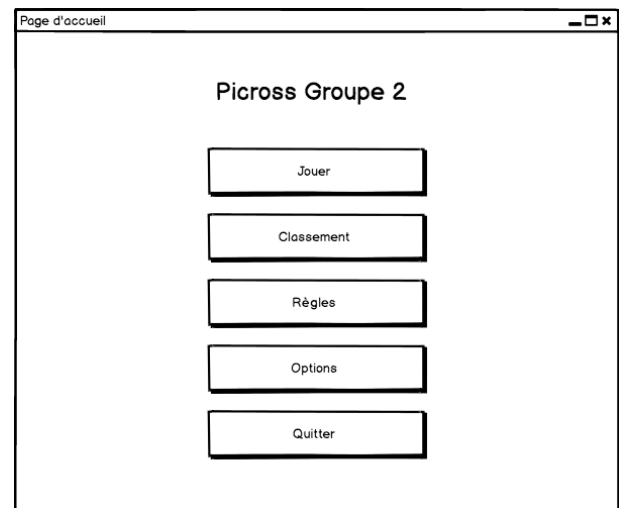 Page d'accueil
Picross Groupe 2
Jouer
Classement
Règles
Options
Quitter